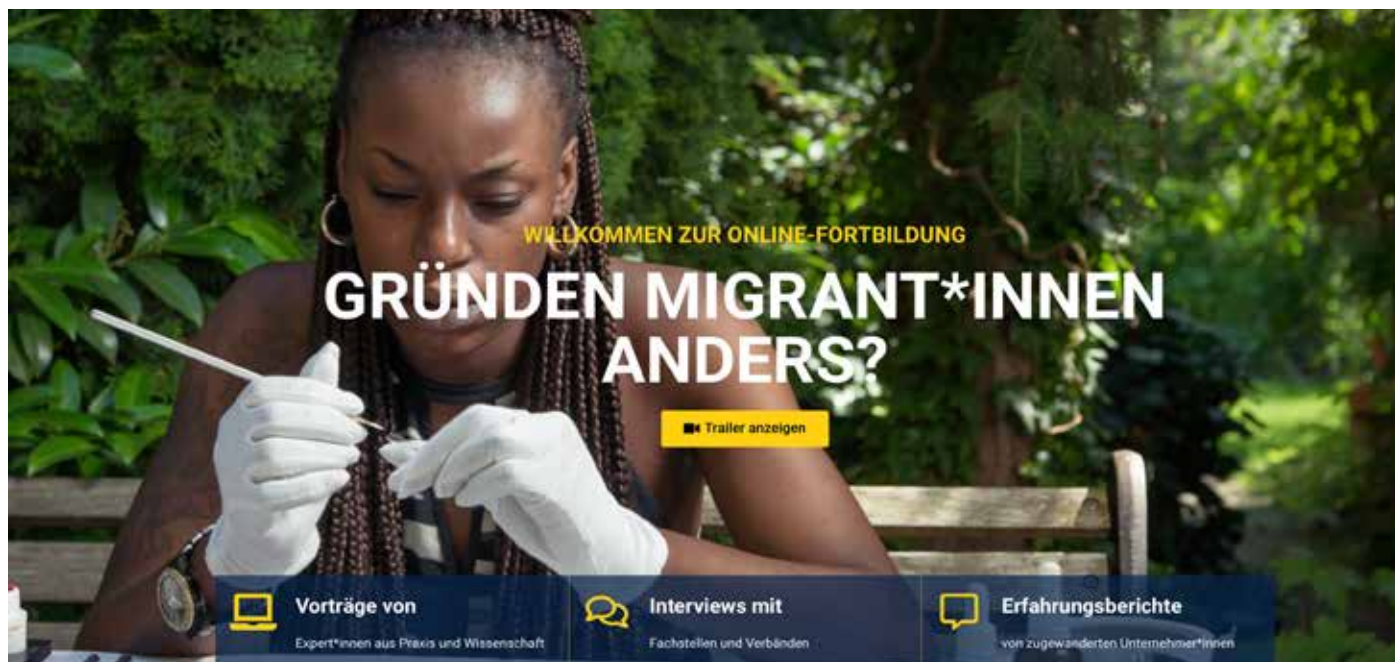 WILLKOMMEN ZUR ONLINE-FORTBILDUNG
GRÜNDEN MIGRANT*INNEN
ANDERS?
Trailer anzeigen
Vorträge von
Expert*innen aus Praxis und Wissenschaft
Interviews mit
Fachstellen und Verbänden
Erfahrungsberichte
von zugewanderten Unternehmer*innen